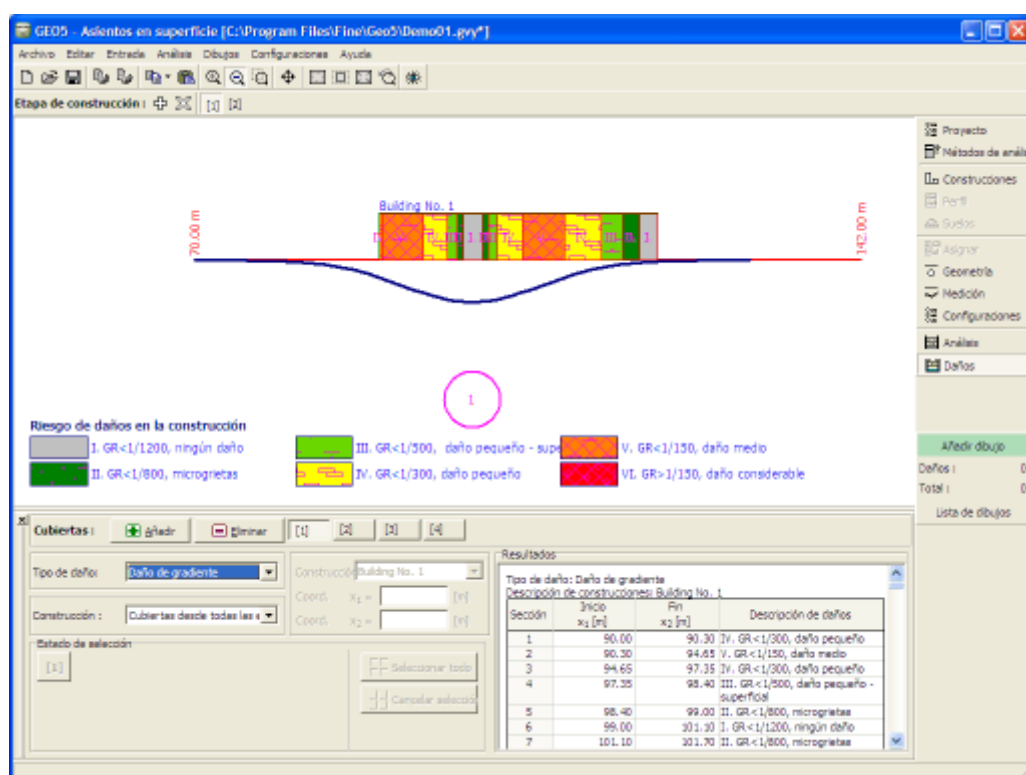 GEO5 - Asientos en superficie [C:\Program Files\Fine\Geo5\Demo01.gvy*]
Archivo Editar Entrada Análisis Dibujos Configuraciones Ayuda
Etapa de construcción : [1] [2]
Proyecto
Métodos de anál
Construcciones
Perfil
Suelos
Asignar
Geometría
Medición
Configuraciones
Análisis
Daños
Building No. 1
70.00 m
142.00 m
1
Riesgo de daños en la construcción
I. GR<1/1200, ningún daño
III. GR<1/500, daño pequeño - supe
V. GR<1/150, daño medio
II. GR<1/800, microgrietas
IV. GR<1/300, daño pequeño
VI. GR>1/150, daño considerable
Añadir dibujo
Daños : 0
Total : 0
Lista de dibujos
Cubiertas : Añadir Eliminar [1] [2] [3] [4]
Tipo de daño: Daño de gradiente
Construcción : Cubiertas desde todas las e
Construcción Building No. 1
Coord. x1 = [m]
Coord. x2 = [m]
Estado de selección
[1]
Seleccionar todo
Cancelar selecció
Resultados
Tipo de daño: Daño de gradiente
Descripción de construcciones: Building No. 1
Sección Inicio x1 [m] Fin x2 [m] Descripción de daños
1 90.00 90.30 IV. GR<1/300, daño pequeño
2 90.30 94.65 V. GR<1/150, daño medio
3 94.65 97.35 IV. GR<1/300, daño pequeño
4 97.35 98.40 III. GR<1/500, daño pequeño - superficial
5 98.40 99.00 II. GR<1/800, microgrietas
6 99.00 101.10 I. GR<1/1200, ningún daño
7 101.10 101.70 II. GR<1/800, microgrietas